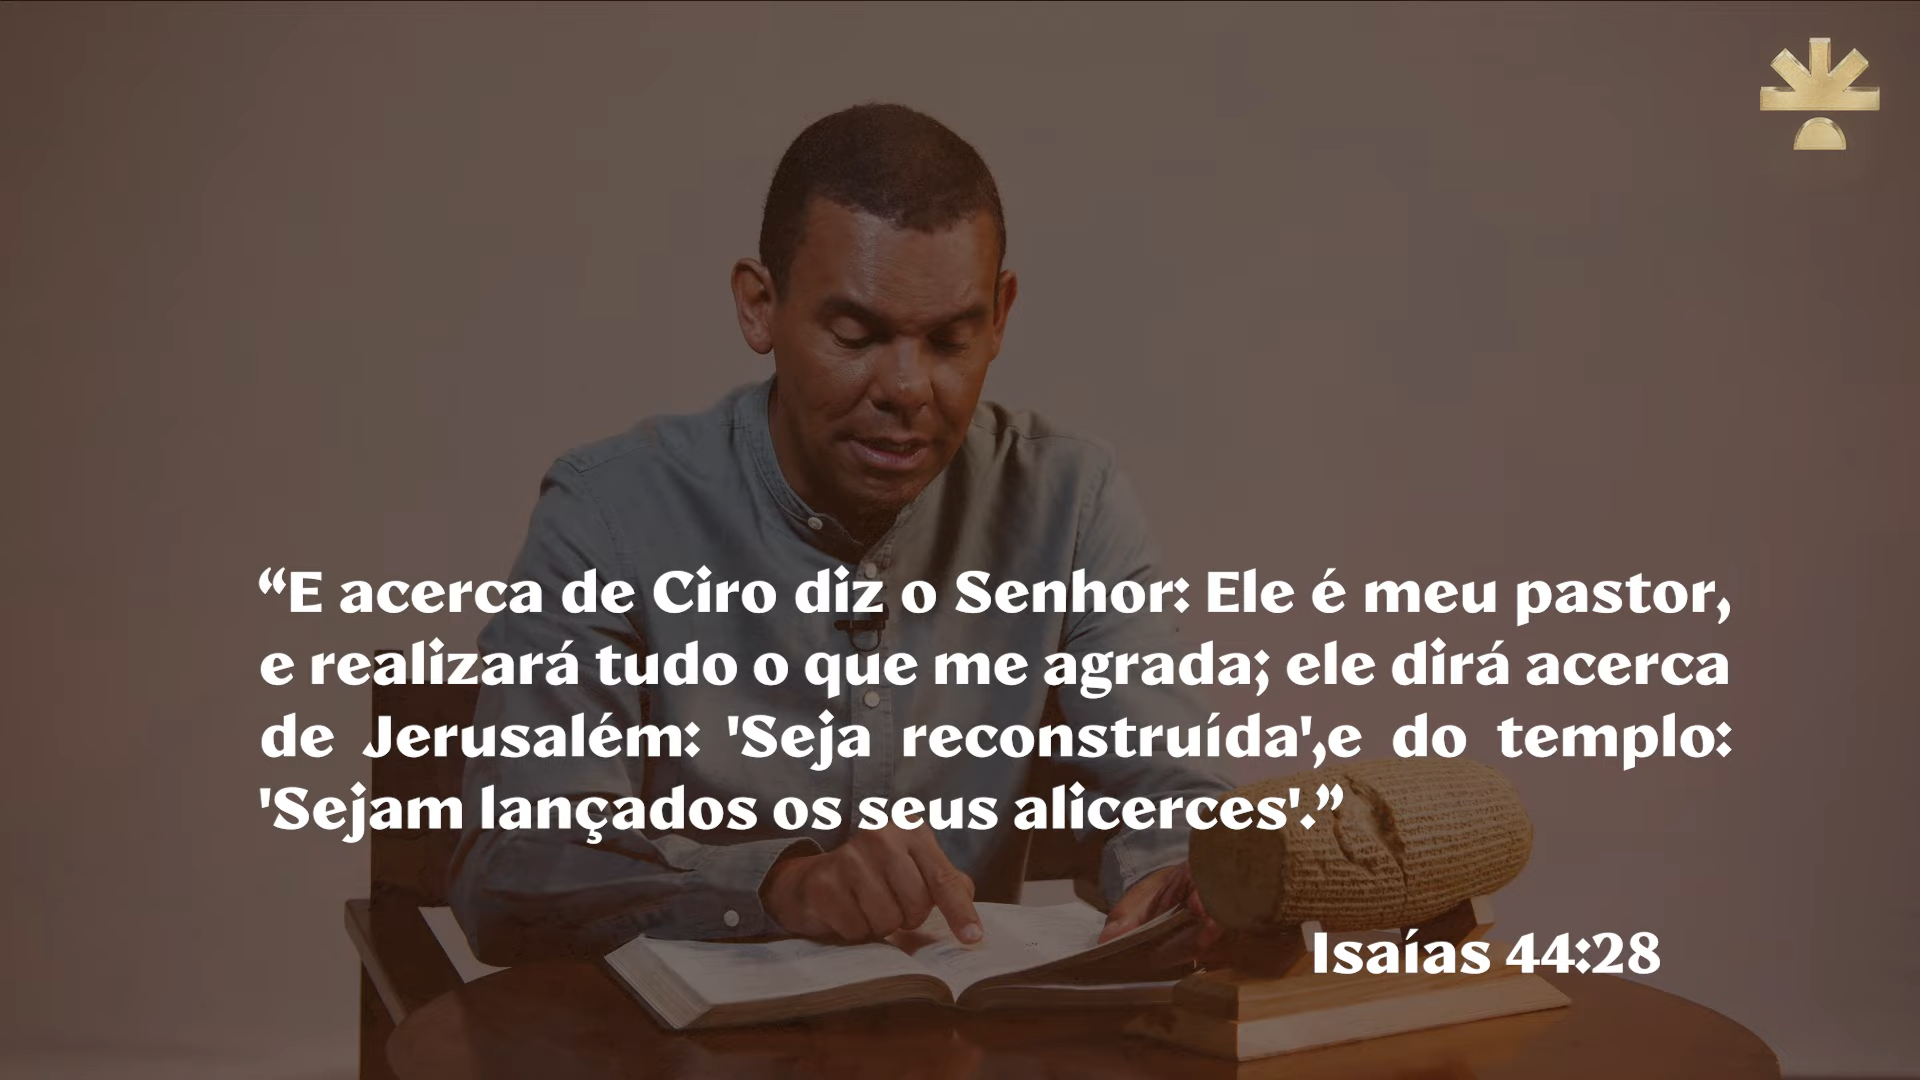 “E acerca de Ciro diz o Senhor: Ele é meu pastor,
e realizará tudo o que me agrada; ele dirá acerca
de Jerusalém: 'Seja reconstruída',e do templo:
'Sejam lançados os seus alicerces'.”
Isaías 44:28